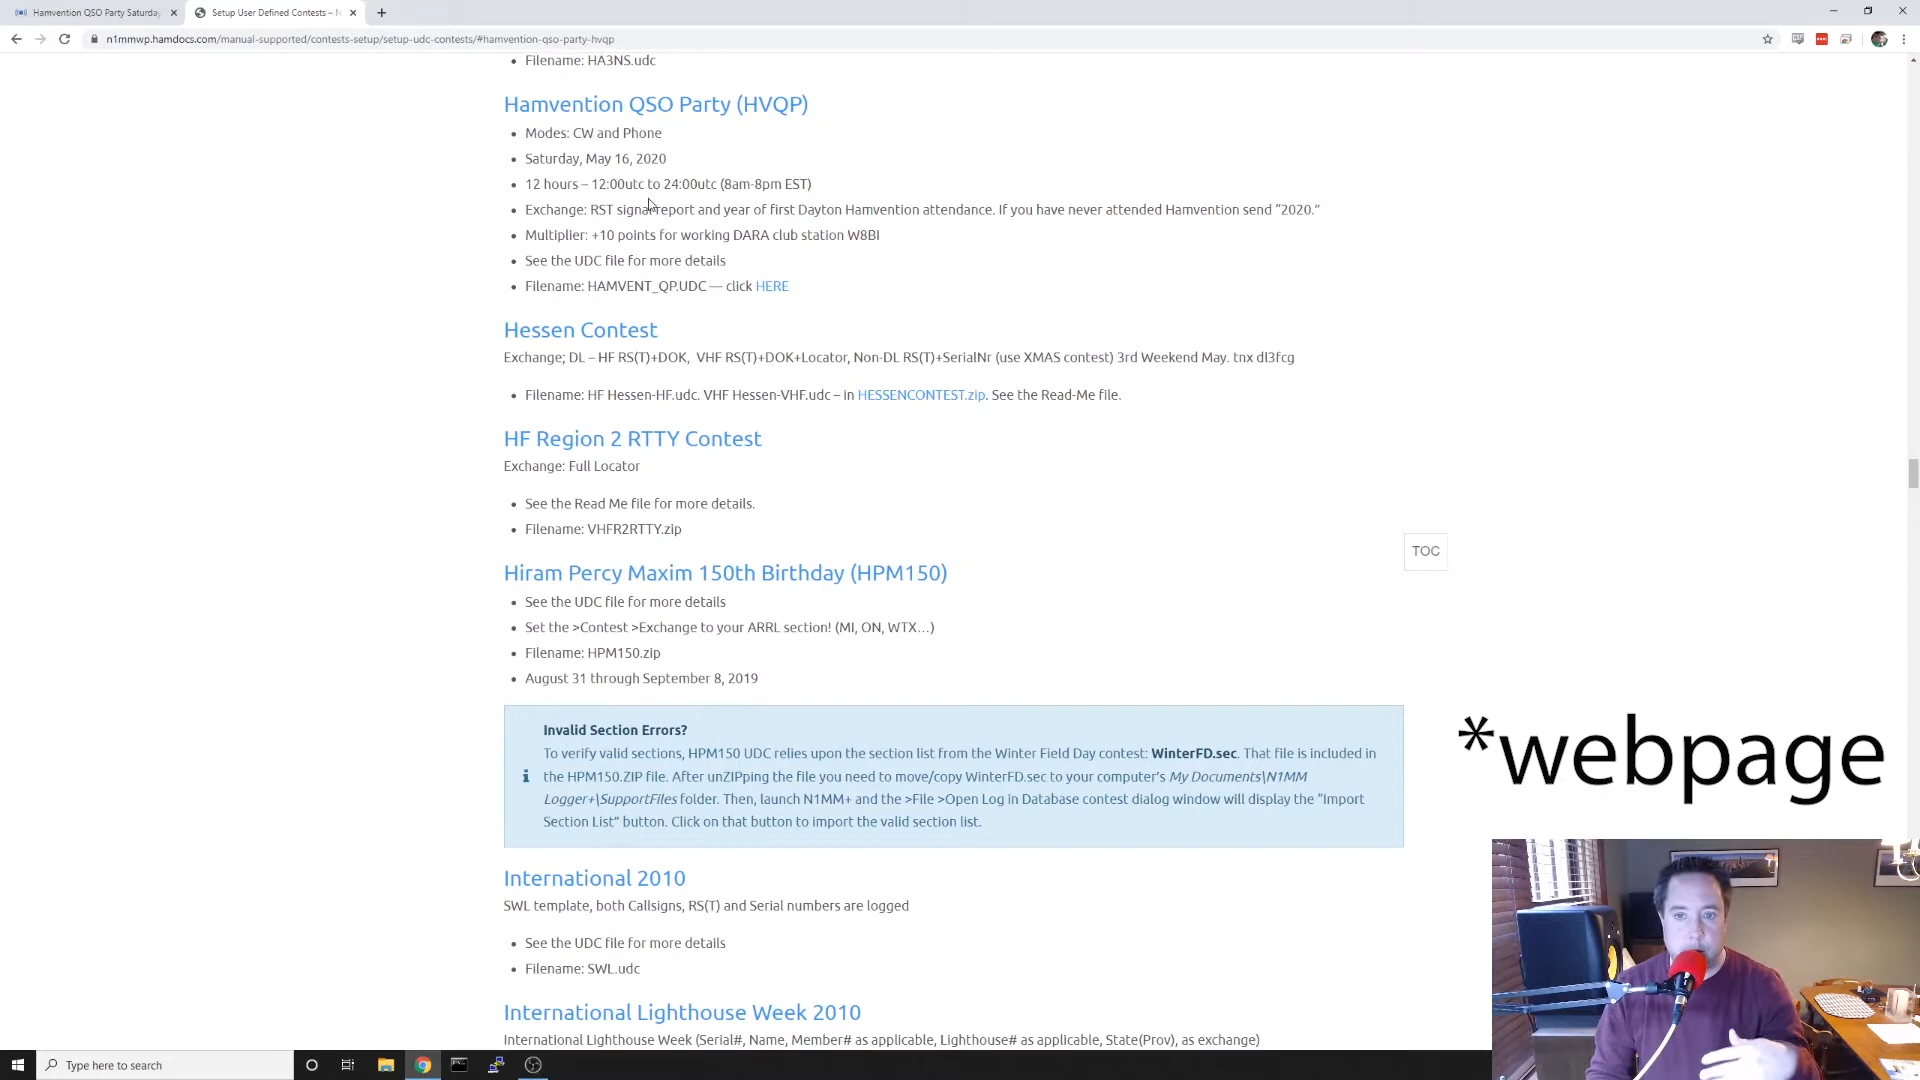 Hamvention QSO Party Saturday
Setup User Defined Contests – N
n1mmwp.hamdocs.com/manual-supported/contests-setup/setup-udc-contests/#hamvention-qso-party-hvqp
Filename: HA3NS.udc
Hamvention QSO Party (HVQP)
Modes: CW and Phone
Saturday, May 16, 2020
12 hours – 12:00utc to 24:00utc (8am-8pm EST)
Exchange: RST signal report and year of first Dayton Hamvention attendance. If you have never attended Hamvention send “2020.”
Multiplier: +10 points for working DARA club station W8BI
See the UDC file for more details
Filename: HAMVENT_QP.UDC — click HERE
Hessen Contest
Exchange; DL – HF RS(T)+DOK, VHF RS(T)+DOK+Locator, Non-DL RS(T)+SerialNr (use XMAS contest) 3rd Weekend May. tnx dl3fcg
Filename: HF Hessen-HF.udc. VHF Hessen-VHF.udc – in HESSENCONTEST.zip. See the Read-Me file.
HF Region 2 RTTY Contest
Exchange: Full Locator
See the Read Me file for more details.
Filename: VHFR2RTTY.zip
TOC
Hiram Percy Maxim 150th Birthday (HPM150)
See the UDC file for more details
Set the >Contest >Exchange to your ARRL section! (MI, ON, WTX…)
Filename: HPM150.zip
August 31 through September 8, 2019
Invalid Section Errors?
To verify valid sections, HPM150 UDC relies upon the section list from the Winter Field Day contest: WinterFD.sec. That file is included in
the HPM150.ZIP file. After unZIPping the file you need to move/copy WinterFD.sec to your computer’s My Documents\N1MM
Logger+\SupportFiles folder. Then, launch N1MM+ and the >File >Open Log in Database contest dialog window will display the “Import
Section List” button. Click on that button to import the valid section list.
*webpage
International 2010
SWL template, both Callsigns, RS(T) and Serial numbers are logged
See the UDC file for more details
Filename: SWL.udc
International Lighthouse Week 2010
International Lighthouse Week (Serial#, Name, Member# as applicable, Lighthouse# as applicable, State(Prov), as exchange)
Type here to search